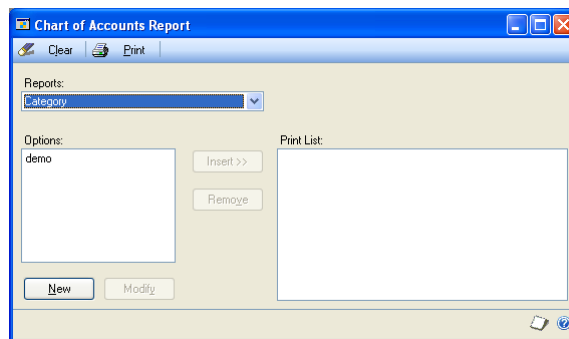 Chart of Accounts Report
Clear Print
Reports:
Category
Options:
Print List:
demo
Insert >>
Remove
New Modify